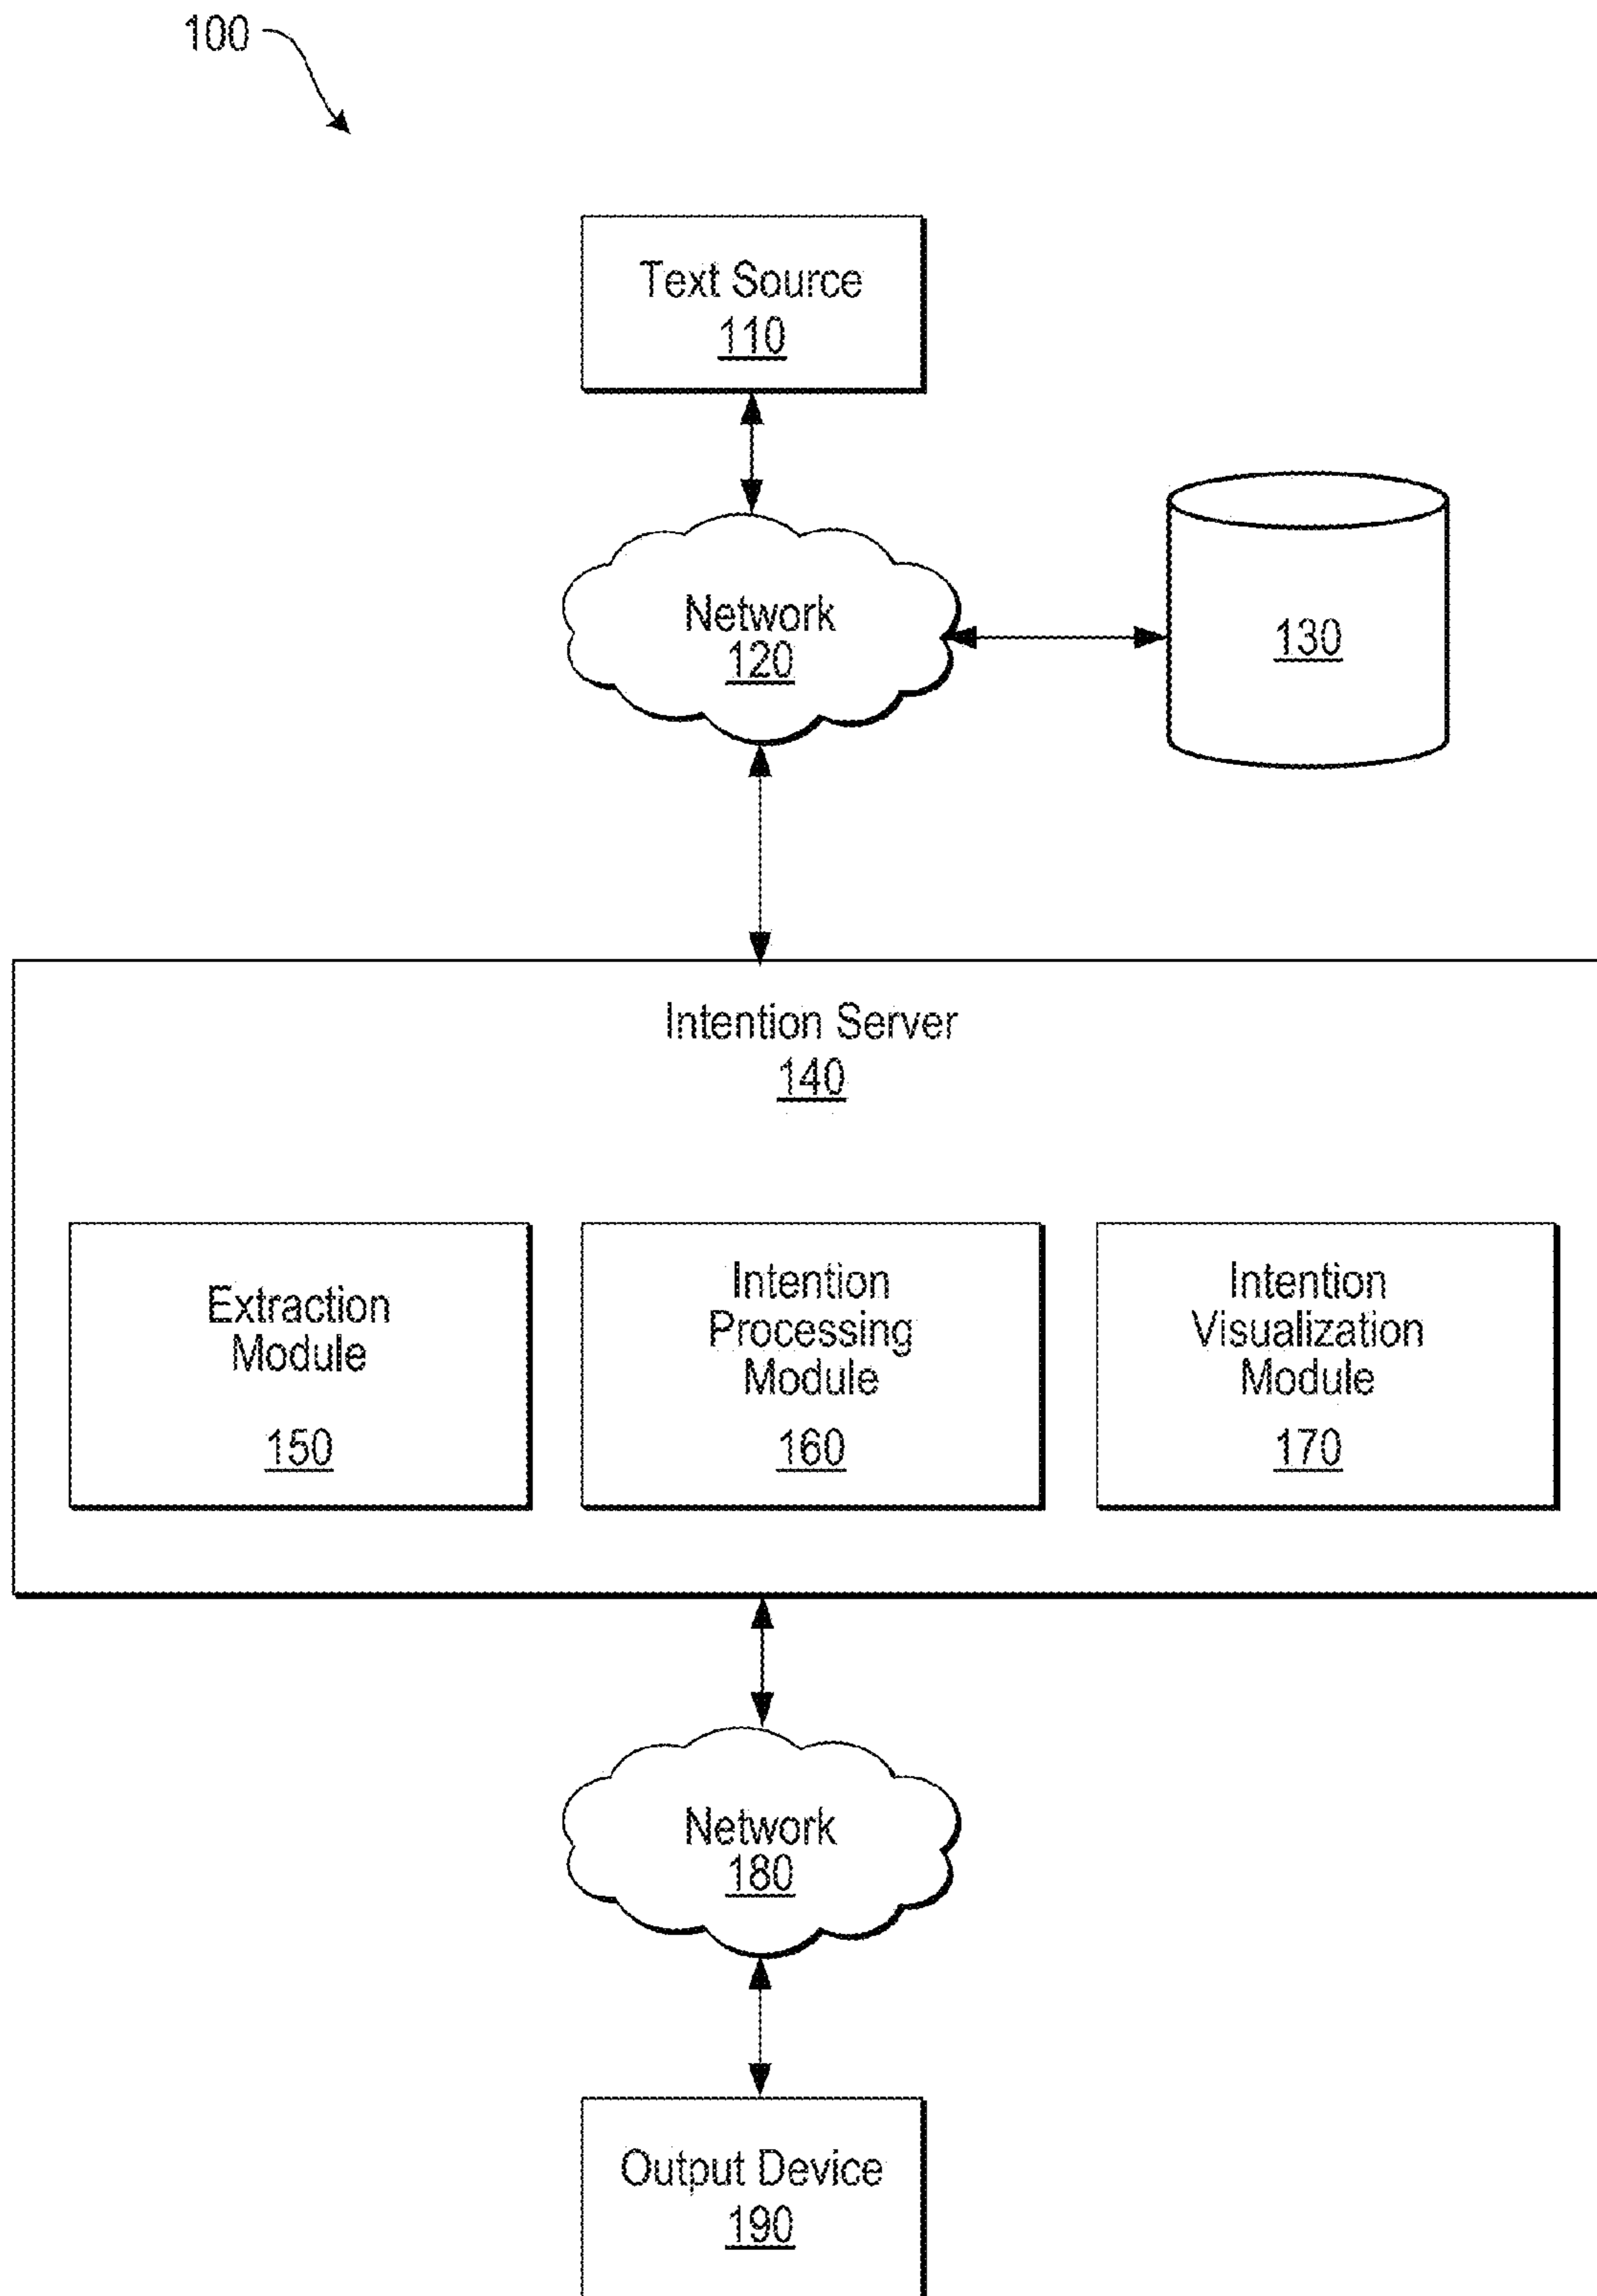 100
Text Source
110
Network
120
130
Intention Server
140
Extraction
Module
150
Intention
Processing
Module
160
Intention
Visualization
Module
170
Network
180
Output Device
190